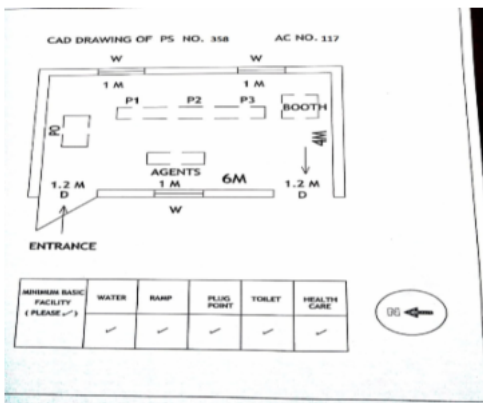 CAD DRAWING OF PS NO. 358 AC NO. 117
W W
1 M 1 M
P1 P2 P3
BOOTH
PO
4M
AGENTS
1.2 M 1 M 6M 1.2 M
D D
W
ENTRANCE
MINIMUM BASIC FACILITY ( PLEASE ✓ ) WATER RAMP PLUG POINT TOILET HEALTH CARE
✓ ✓ ✓ ✓ ✓
N